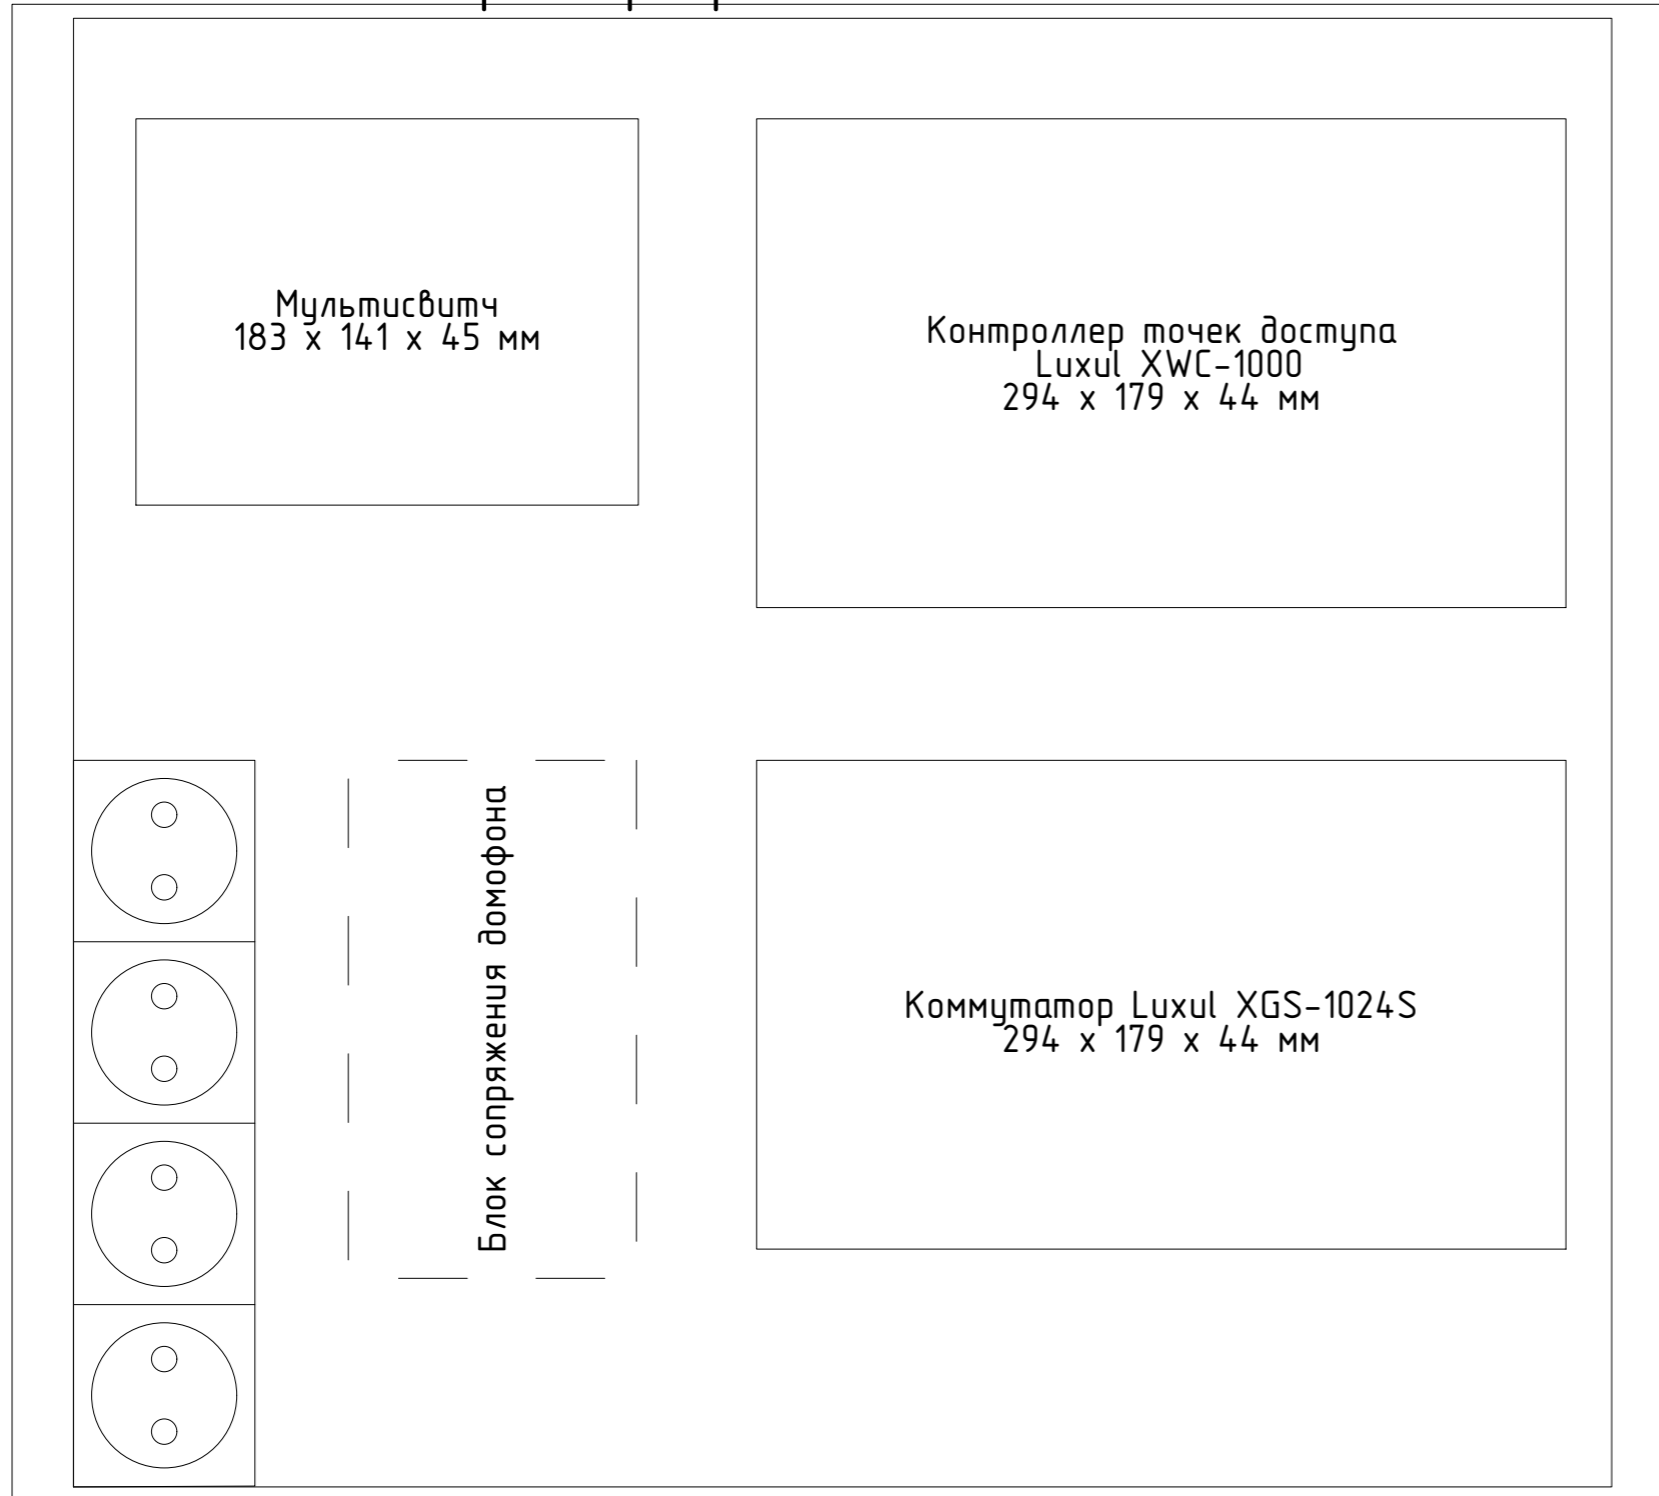 Мультисвитч
183 x 141 x 45 мм
Контроллер точек доступа
Luxul XWC-1000
294 x 179 x 44 мм
Блок сопряжения домофона
Коммутатор Luxul XGS-1024S
294 x 179 x 44 мм